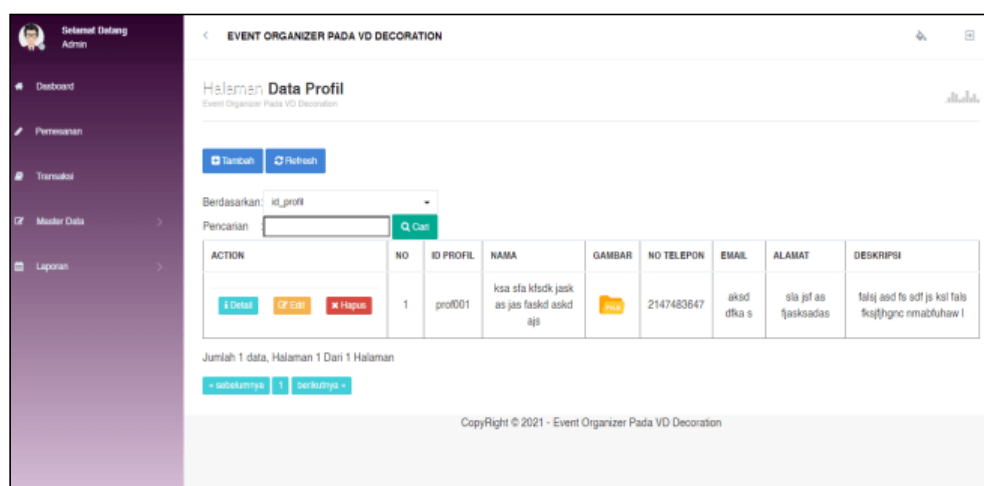 Selamat Datang
Admin
EVENT ORGANIZER PADA VD DECORATION
Dasboard
Pemesanan
Transaksi
Master Data
Laporan
Halaman Data Profil
Event Organizer Pada VD Decoration
Tambah Refresh
Berdasarkan: id_profil
Pencarian : Cari
ACTION NO ID PROFIL NAMA GAMBAR NO TELEPON EMAIL ALAMAT DESKRIPSI
Detail Edit Hapus 1 prof001 ksa sfa kfsdk jask as jas faskd askd ajs 2147483647 aksd dfka s sla jsf as fjasksadas falsj asd fs sdf js ksl fals fksjfjhgnc nmabfuhaw l
Jumlah 1 data, Halaman 1 Dari 1 Halaman
« sebelumnya 1 berikutnya »
CopyRight © 2021 - Event Organizer Pada VD Decoration